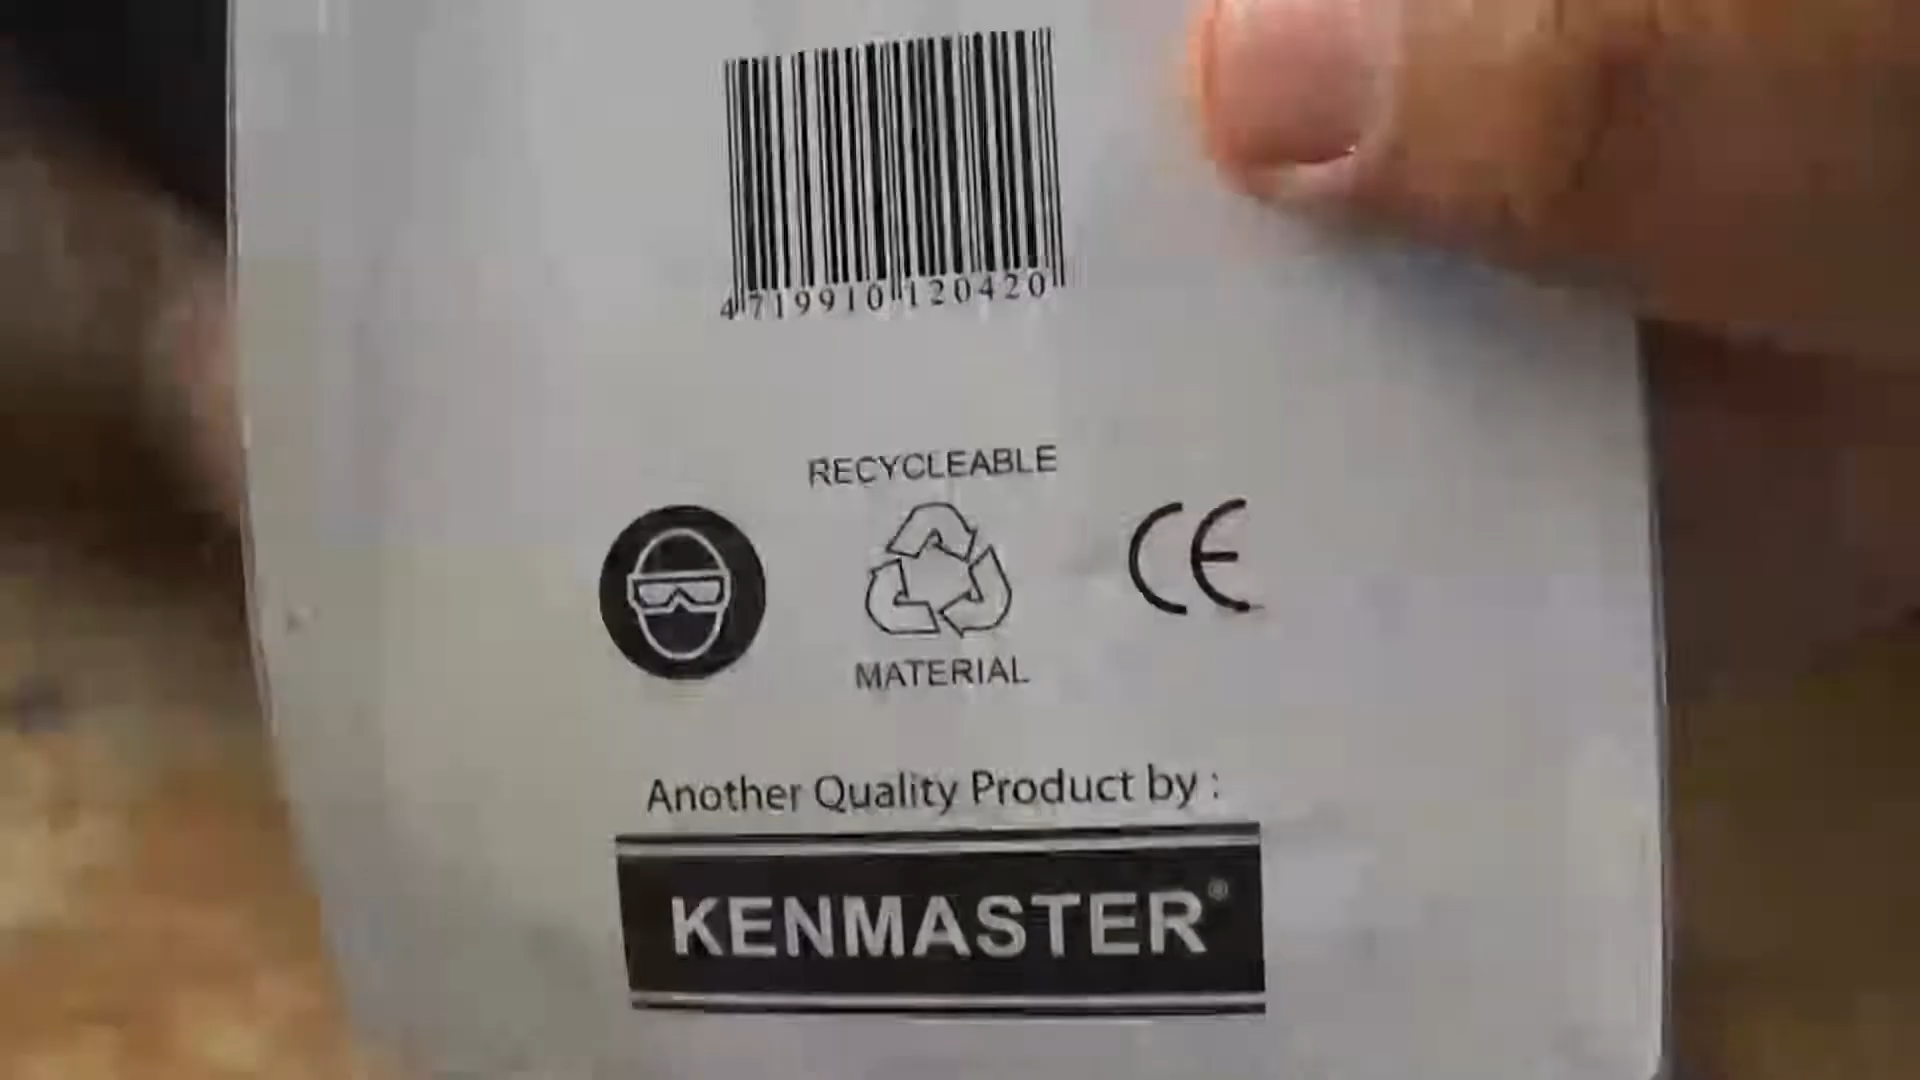 4719910120420
RECYCLEABLE
CE
MATERIAL
Another Quality Product by :
KENMASTER®